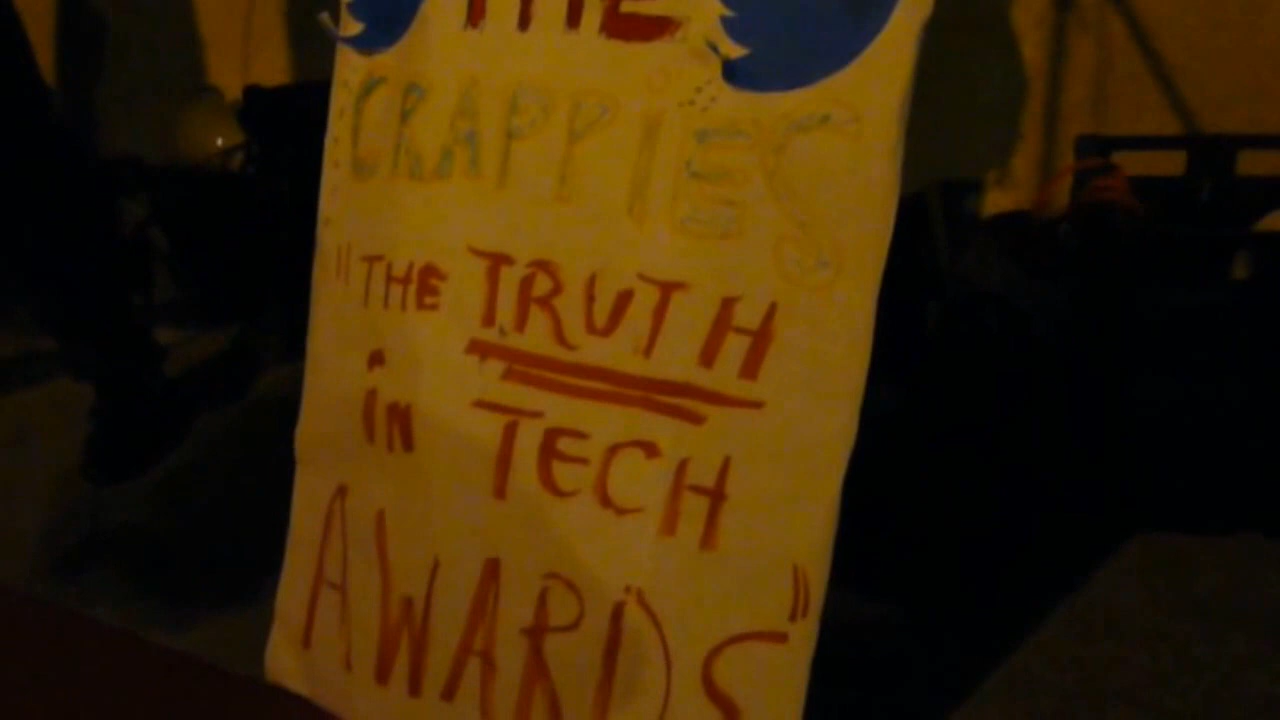 THE
CRAPPIES
"THE TRUTH
in TECH
AWARDS"